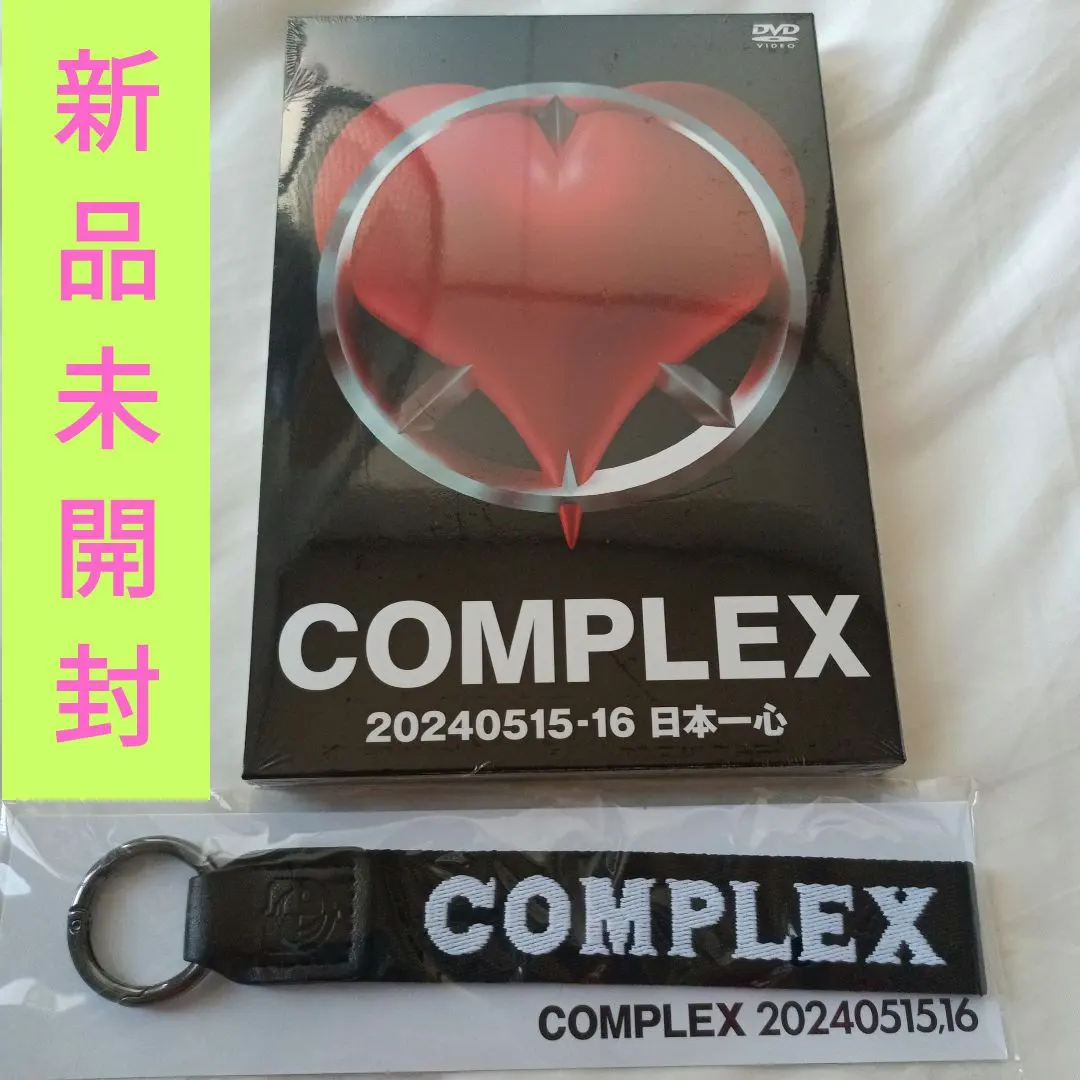 新品未開封
DVD
VIDEO
COMPLEX
20240515-16 日本一心
COMPLEX
COMPLEX 20240515,16